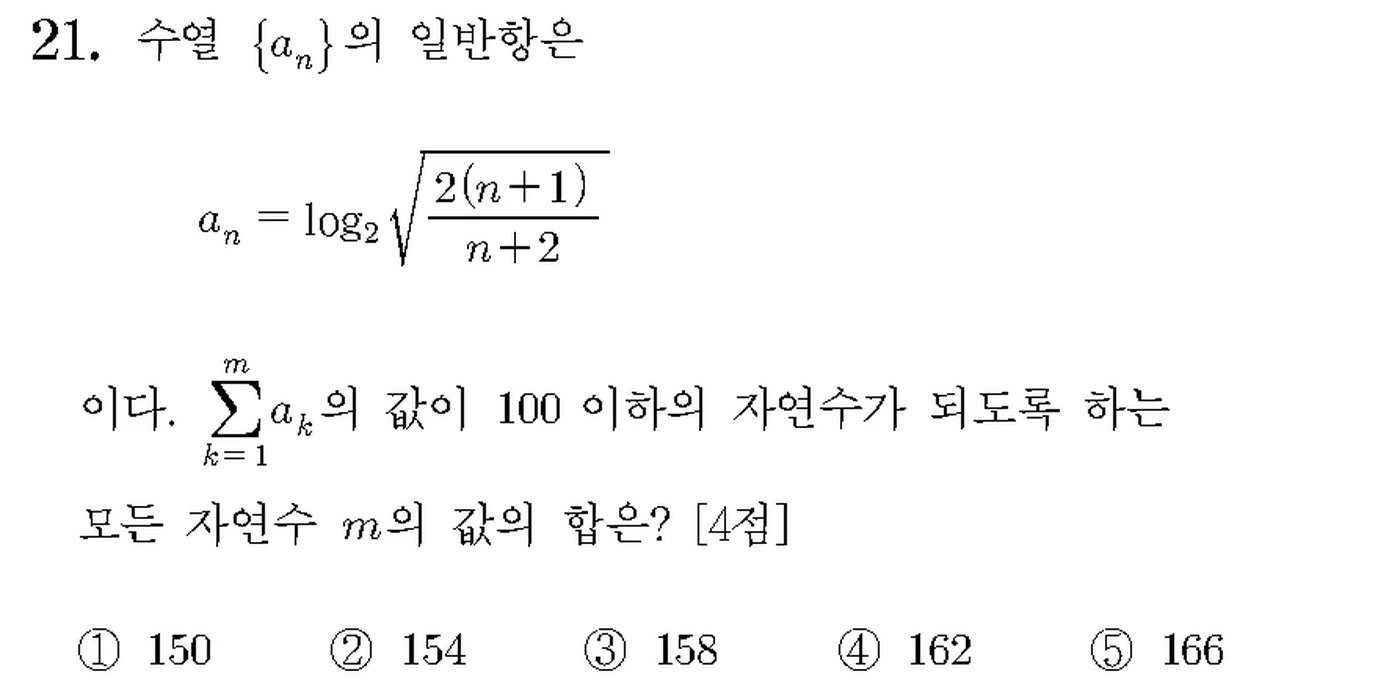 21. 수열 {aₙ}의 일반항은
aₙ = log₂ √(2(n+1)/(n+2))
이다. ∑_{k=1}^{m} aₖ의 값이 100 이하의 자연수가 되도록 하는
모든 자연수 m의 값의 합은? [4점]
① 150 ② 154 ③ 158 ④ 162 ⑤ 166